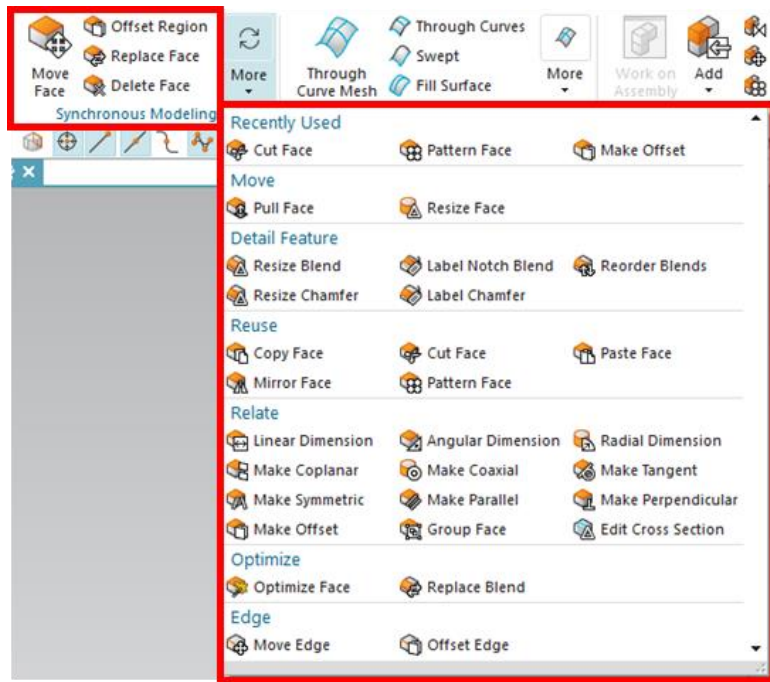 Move Face
Offset Region
Replace Face
Delete Face
Synchronous Modeling
More
Through Curve Mesh
Through Curves
Swept
Fill Surface
More
Work on Assembly
Add
Recently Used
Cut Face Pattern Face Make Offset
Move
Pull Face Resize Face
Detail Feature
Resize Blend Label Notch Blend Reorder Blends
Resize Chamfer Label Chamfer
Reuse
Copy Face Cut Face Paste Face
Mirror Face Pattern Face
Relate
Linear Dimension Angular Dimension Radial Dimension
Make Coplanar Make Coaxial Make Tangent
Make Symmetric Make Parallel Make Perpendicular
Make Offset Group Face Edit Cross Section
Optimize
Optimize Face Replace Blend
Edge
Move Edge Offset Edge